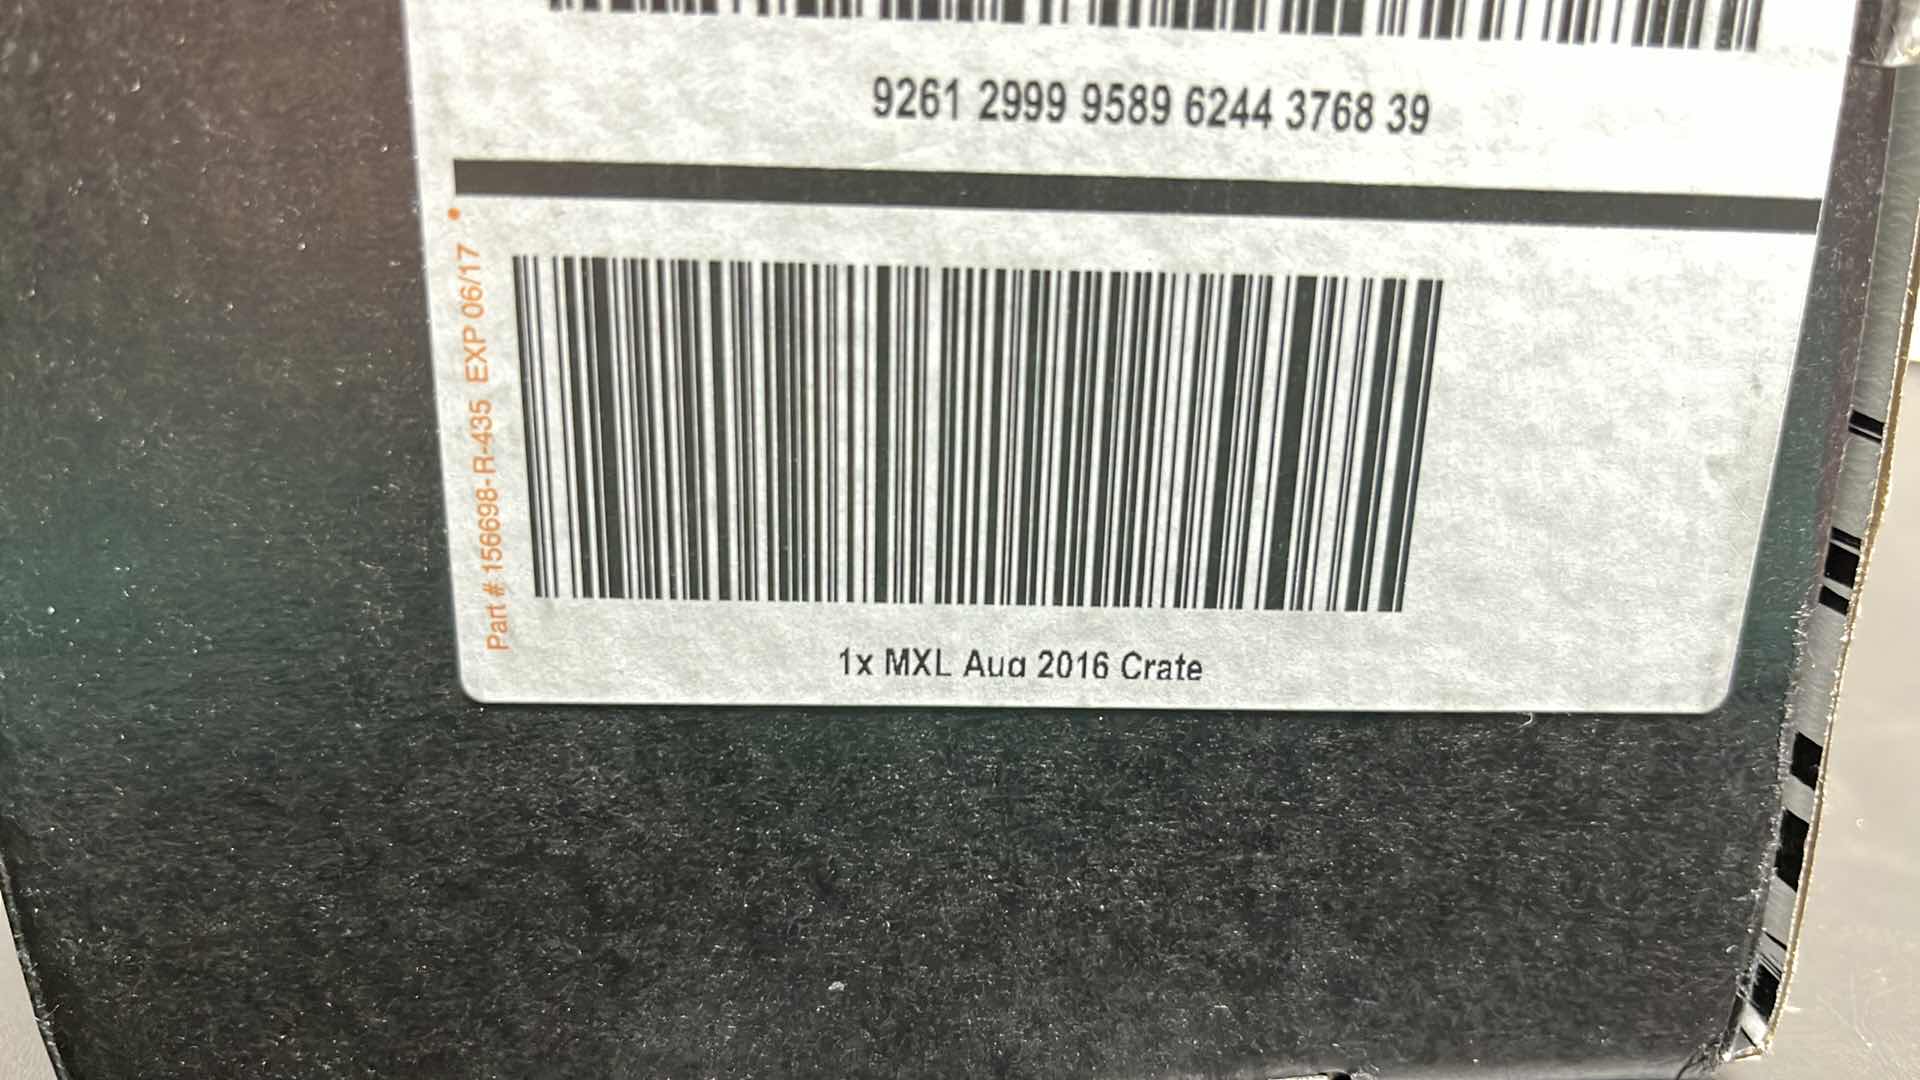 9261 2999 9589 6244 3768 39
Part # 156698-R-435 EXP 06/17
1x MXL Aug 2016 Crate